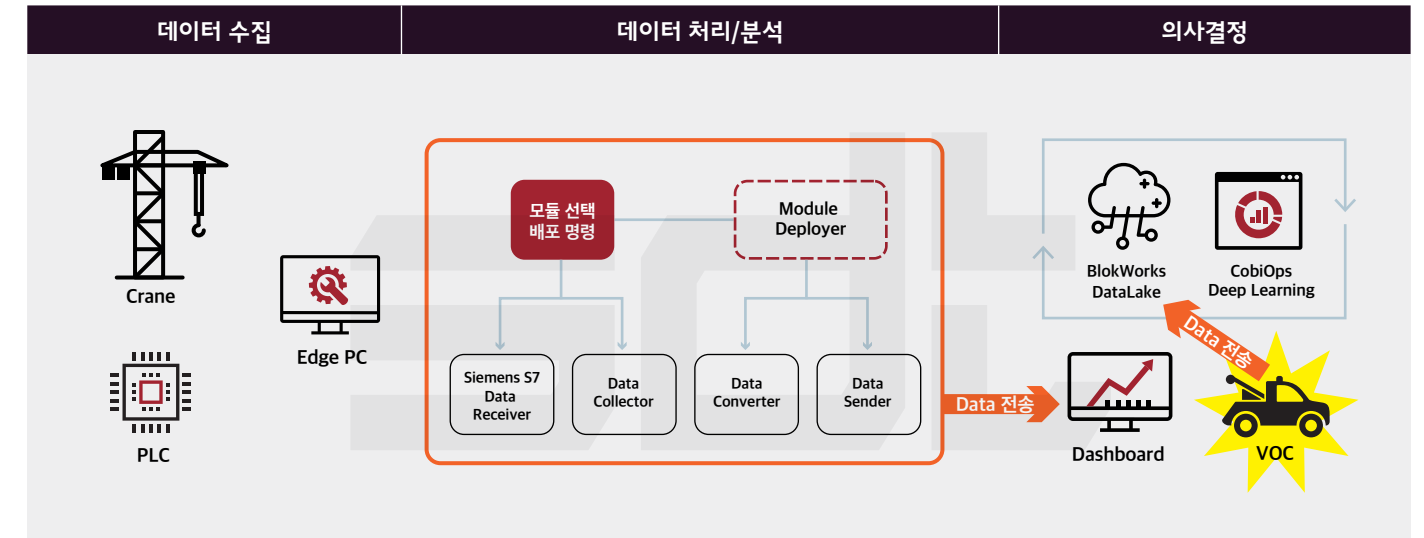 데이터 수집
데이터 처리/분석
의사결정
Crane
PLC
Edge PC
모듈 선택
배포 명령
Module
Deployer
Siemens S7
Data
Receiver
Data
Collector
Data
Converter
Data
Sender
Data 전송
BlokWorks
DataLake
CobiOps
Deep Learning
Data 전송
Dashboard
VOC